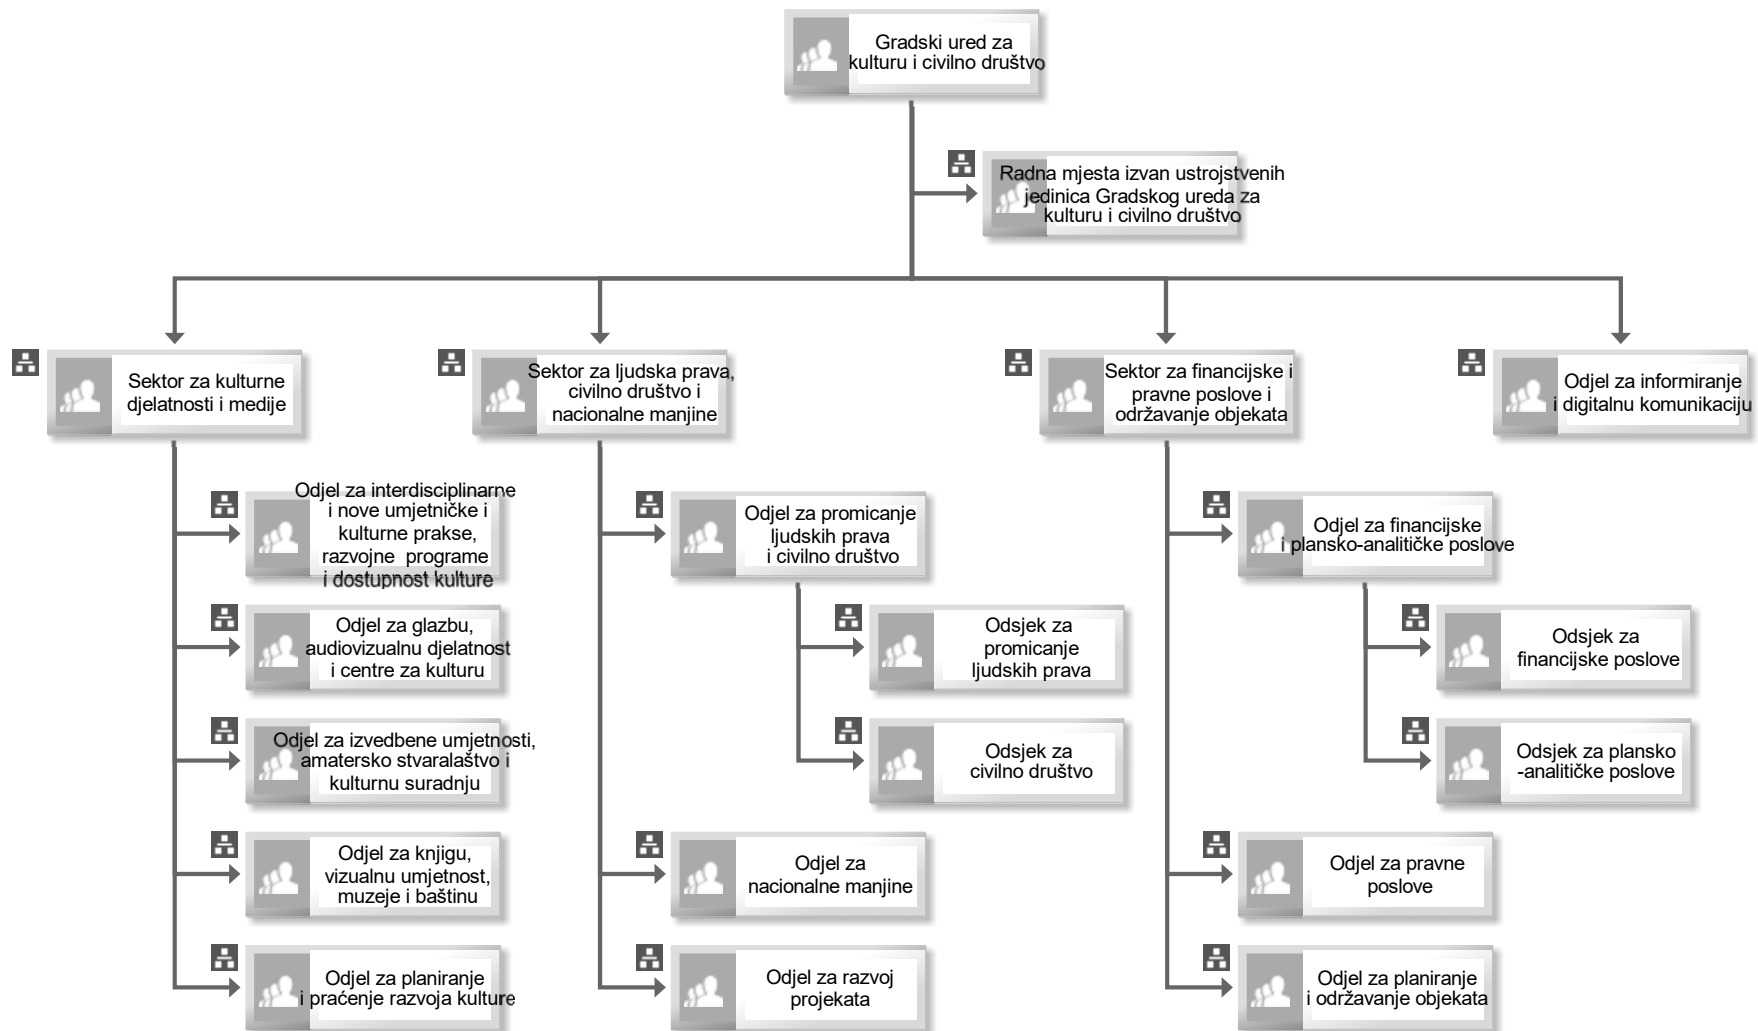 Gradski ured za
kulturu i civilno društvo
Radna mjesta izvan ustrojstvenih
jedinica Gradskog ureda za
kulturu i civilno društvo
Sektor za kulturne
djelatnosti i medije
Sektor za ljudska prava,
civilno društvo i
nacionalne manjine
Sektor za financijske i
pravne poslove i
održavanje objekata
Odjel za informiranje
i digitalnu komunikaciju
Odjel za interdisciplinarne
i nove umjetničke i
kulturne prakse,
razvojne programe
i dostupnost kulture
Odjel za glazbu,
audiovizualnu djelatnost
i centre za kulturu
Odjel za izvedbene umjetnosti,
amatersko stvaralaštvo i
kulturnu suradnju
Odjel za knjigu,
vizualnu umjetnost,
muzeje i baštinu
Odjel za planiranje
i praćenje razvoja kulture
Odjel za promicanje
ljudskih prava
i civilno društvo
Odsjek za
promicanje
ljudskih prava
Odsjek za
civilno društvo
Odjel za
nacionalne manjine
Odjel za razvoj
projekata
Odjel za financijske
i plansko-analitičke poslove
Odsjek za
financijske poslove
Odsjek za plansko
-analitičke poslove
Odjel za pravne
poslove
Odjel za planiranje
i održavanje objekata